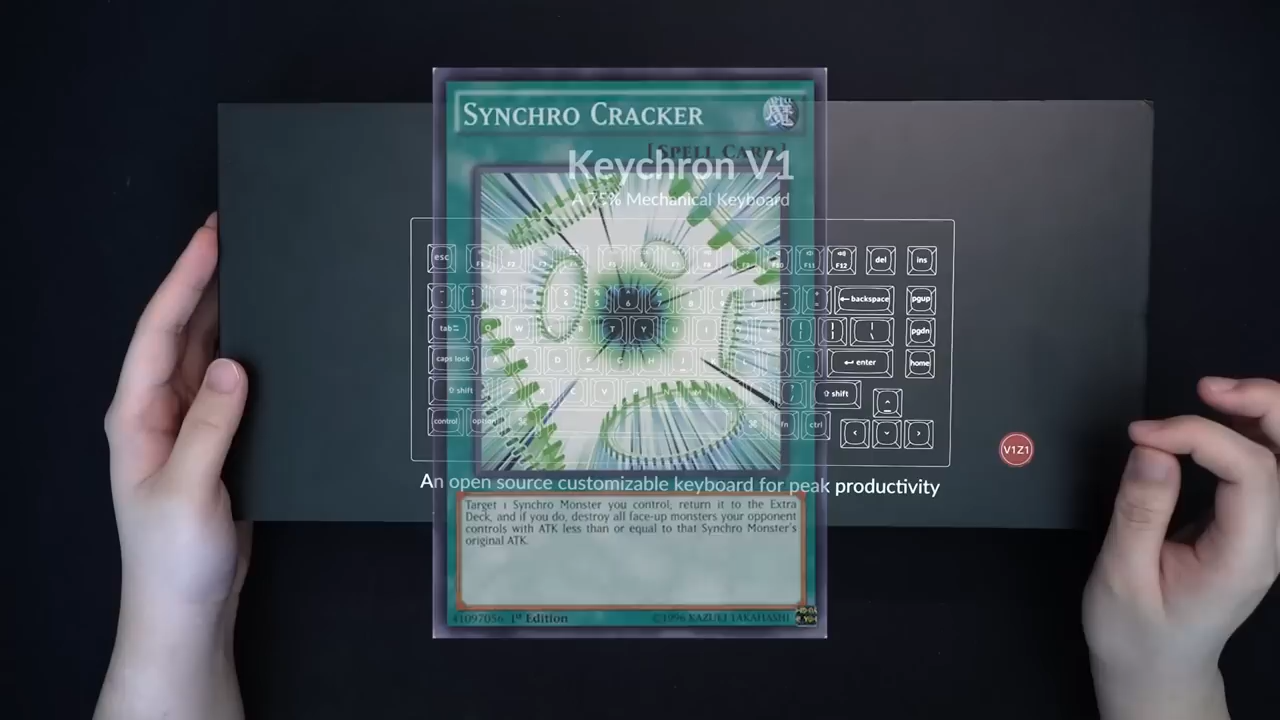 SYNCHRO CRACKER
[SPELL CARD]
Keychron V1
A 75% Mechanical Keyboard
esc F12 del ins
backspace pgup
tab Q W T Y U I pgdn
caps lock enter home
shift shift
control option fn ctrl
V1Z1
An open source customizable keyboard for peak productivity
Target 1 Synchro Monster you control, return it to the Extra
Deck, and if you do, destroy all face-up monsters your opponent
controls with ATK less than or equal to that Synchro Monster's
original ATK.
41097056 1st Edition ©1996 KAZUKI TAKAHASHI